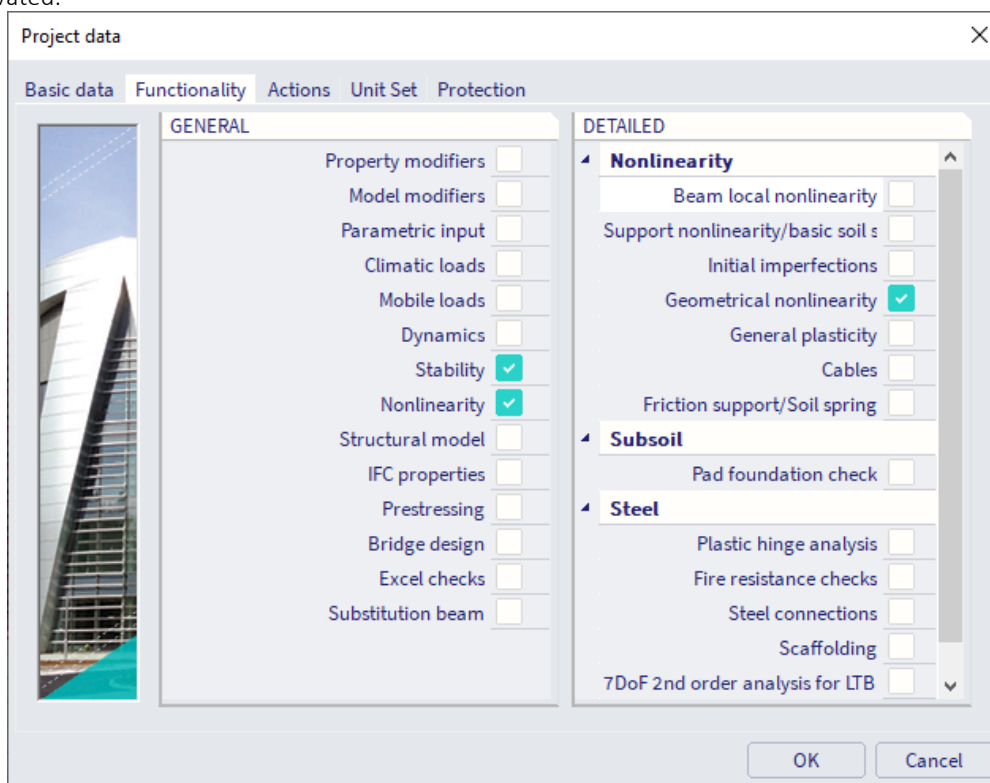 Project data
Basic data Functionality Actions Unit Set Protection
GENERAL
Property modifiers
Model modifiers
Parametric input
Climatic loads
Mobile loads
Dynamics
Stability
Nonlinearity
Structural model
IFC properties
Prestressing
Bridge design
Excel checks
Substitution beam
DETAILED
Nonlinearity
Beam local nonlinearity
Support nonlinearity/basic soil s
Initial imperfections
Geometrical nonlinearity
General plasticity
Cables
Friction support/Soil spring
Subsoil
Pad foundation check
Steel
Plastic hinge analysis
Fire resistance checks
Steel connections
Scaffolding
7DoF 2nd order analysis for LTB
OK Cancel